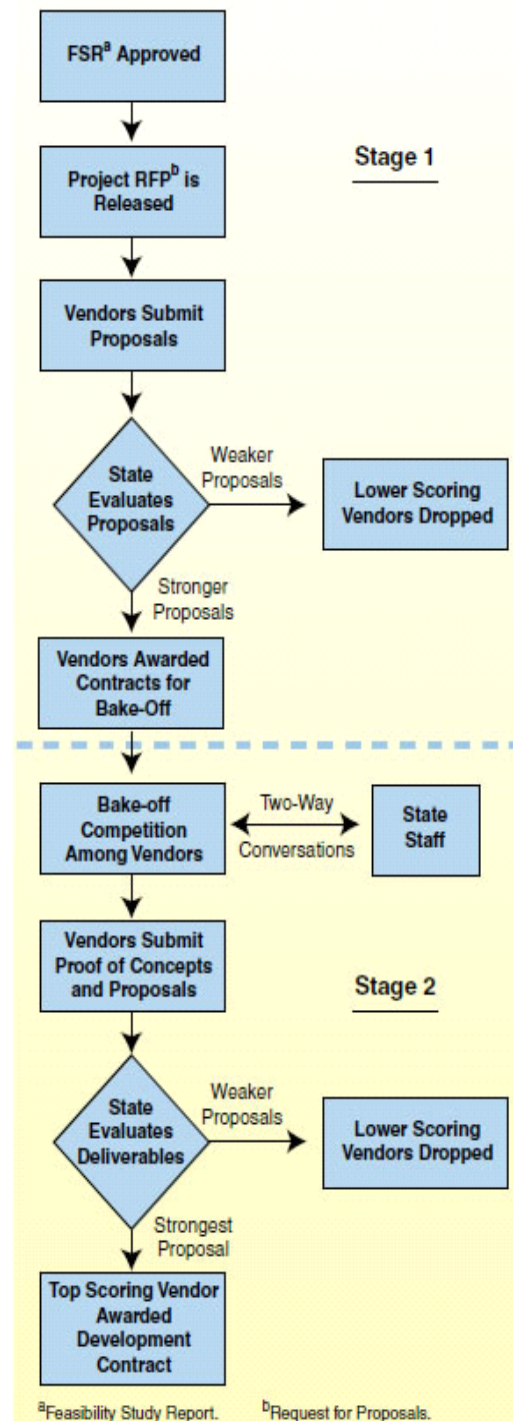 FSRª Approved
Stage 1
Project RFPᵇ is
Released
Vendors Submit
Proposals
State
Evaluates
Proposals
Weaker
Proposals
Lower Scoring
Vendors Dropped
Stronger
Proposals
Vendors Awarded
Contracts for
Bake-Off
Bake-off
Competition
Among Vendors
Two-Way
Conversations
State
Staff
Vendors Submit
Proof of Concepts
and Proposals
Stage 2
State
Evaluates
Deliverables
Weaker
Proposals
Lower Scoring
Vendors Dropped
Strongest
Proposal
Top Scoring Vendor
Awarded
Development
Contract
ªFeasibility Study Report. ᵇRequest for Proposals.